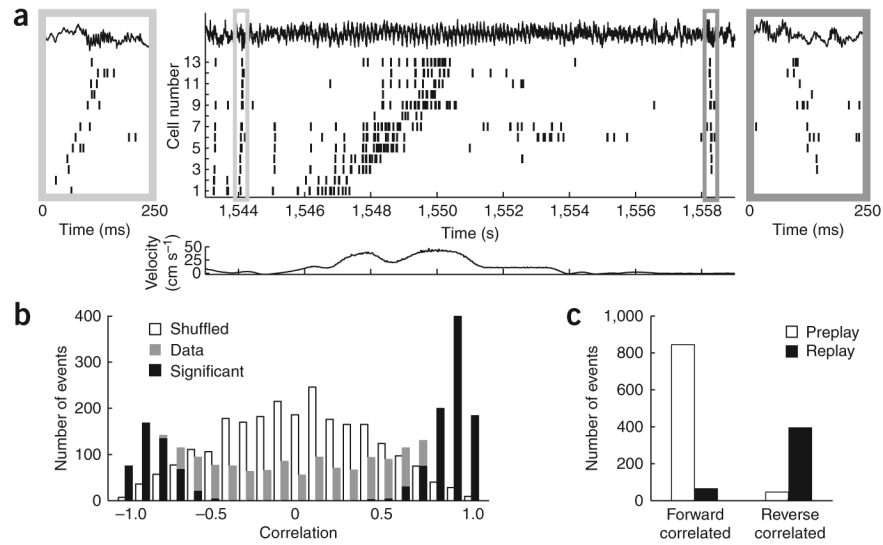 a
Cell number
13
11
9
7
5
3
1
0 250
Time (ms)
1,544 1,546 1,548 1,550 1,552 1,554 1,556 1,558
Time (s)
0 250
Time (ms)
Velocity
(cm s⁻¹)
50
25
0
b
Number of events
400
300
200
100
0
Shuffled
Data
Significant
–1.0 –0.5 0 0.5 1.0
Correlation
c
Number of events
1,000
800
600
400
200
0
Preplay
Replay
Forward
correlated
Reverse
correlated